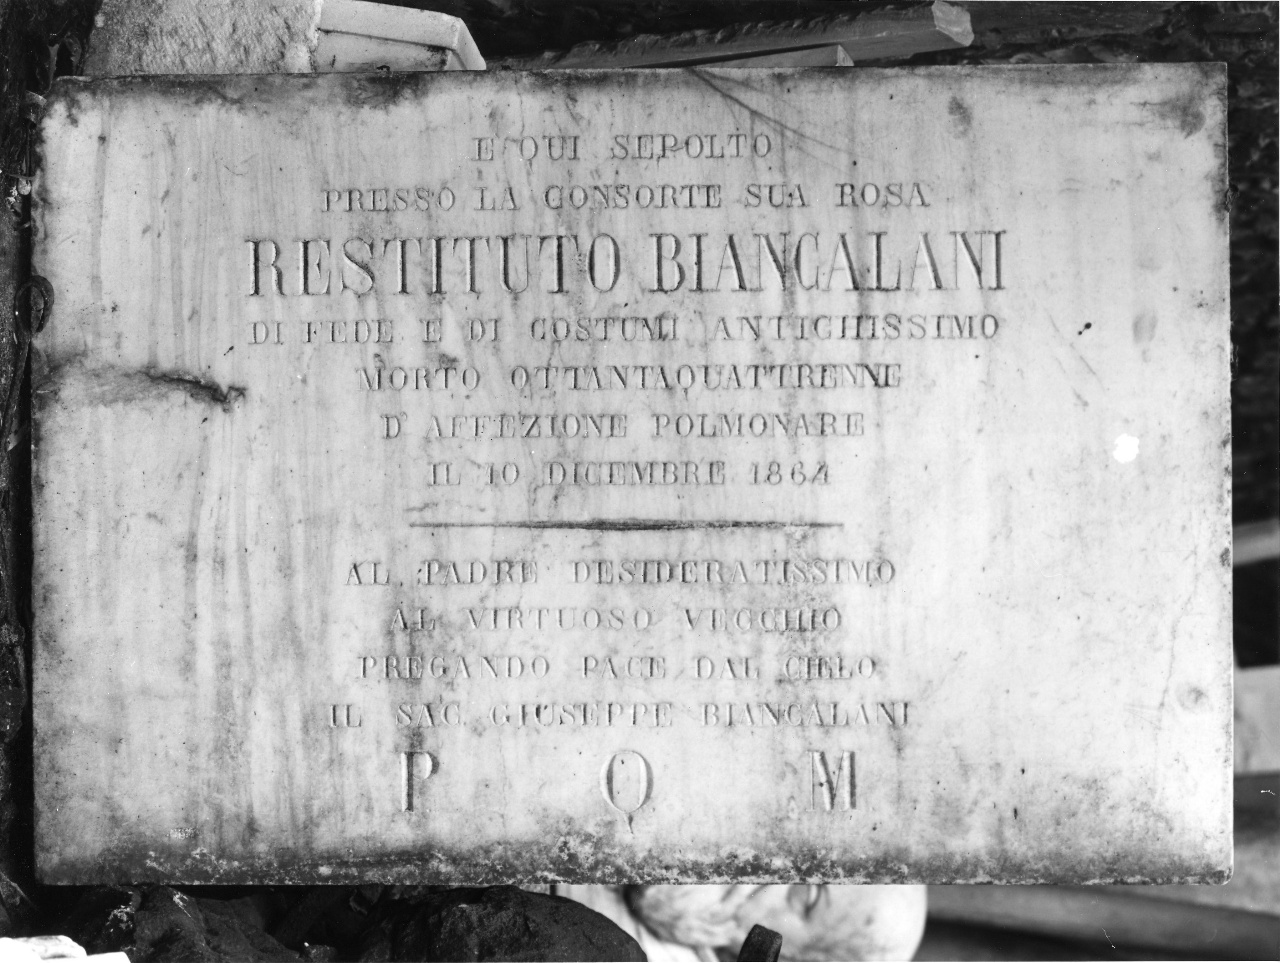 E QUI SEPOLTO
PRESSO LA CONSORTE SUA ROSA
RESTITUTO BIANCALANI
DI FEDE E DI COSTUMI ANTICHISSIMO
MORTO OTTANTAQUATTRENNE
D' AFFEZIONE POLMONARE
IL 10 DICEMBRE 1864
AL PADRE DESIDERATISSIMO
AL VIRTUOSO VECCHIO
PREGANDO PACE DAL CIELO
IL SAC. GIUSEPPE BIANCALANI
P Q M